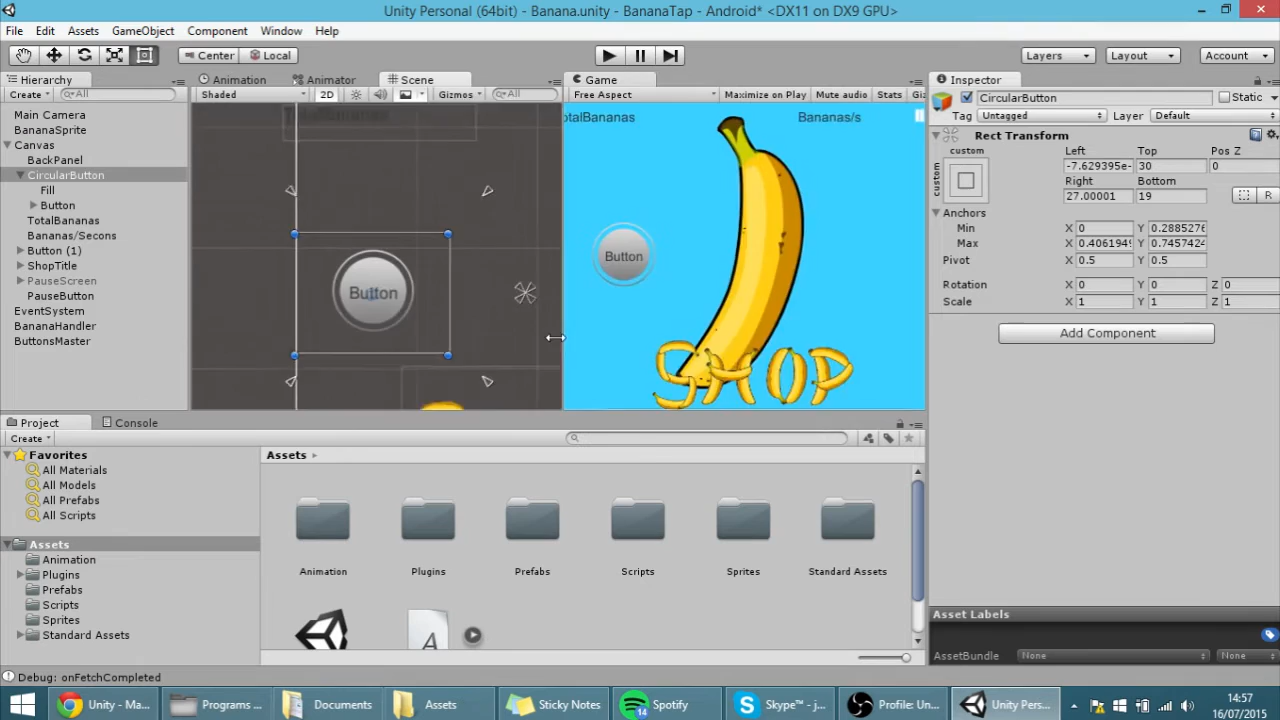 Unity Personal (64bit) - Banana.unity - BananaTap - Android* <DX11 on DX9 GPU>
File Edit Assets GameObject Component Window Help
Center Local Layers Layout Account
Hierarchy Animation Animator Scene Game Inspector
Create All Shaded 2D Gizmos All Free Aspect Maximize on Play Mute audio Stats Gi
CircularButton Static
Tag Untagged Layer Default
Main Camera
BananaSprite
Canvas
BackPanel
CircularButton
Fill
Button
TotalBananas
Bananas/Secons
Button (1)
ShopTitle
PauseScreen
PauseButton
EventSystem
BananaHandler
ButtonsMaster
Button
otalBananas Bananas/s
Button
SHOP
Rect Transform
custom Left Top Pos Z
custom -7.629395e- 30 0
Right Bottom
27.00001 19 R
Anchors
Min X 0 Y 0.2885276
Max X 0.4061949 Y 0.7457424
Pivot X 0.5 Y 0.5
Rotation X 0 Y 0 Z 0
Scale X 1 Y 1 Z 1
Add Component
Project Console
Create
Favorites
All Materials
All Models
All Prefabs
All Scripts
Assets
Animation
Plugins
Prefabs
Scripts
Sprites
Standard Assets
Assets
Animation Plugins Prefabs Scripts Sprites Standard Assets
A
Asset Labels
AssetBundle None None
Debug: onFetchCompleted
Unity - Ma... Programs ... Documents Assets Sticky Notes 14 Spotify Skype™ - j... Profile: Un... Unity Pers...
14:57
16/07/2015